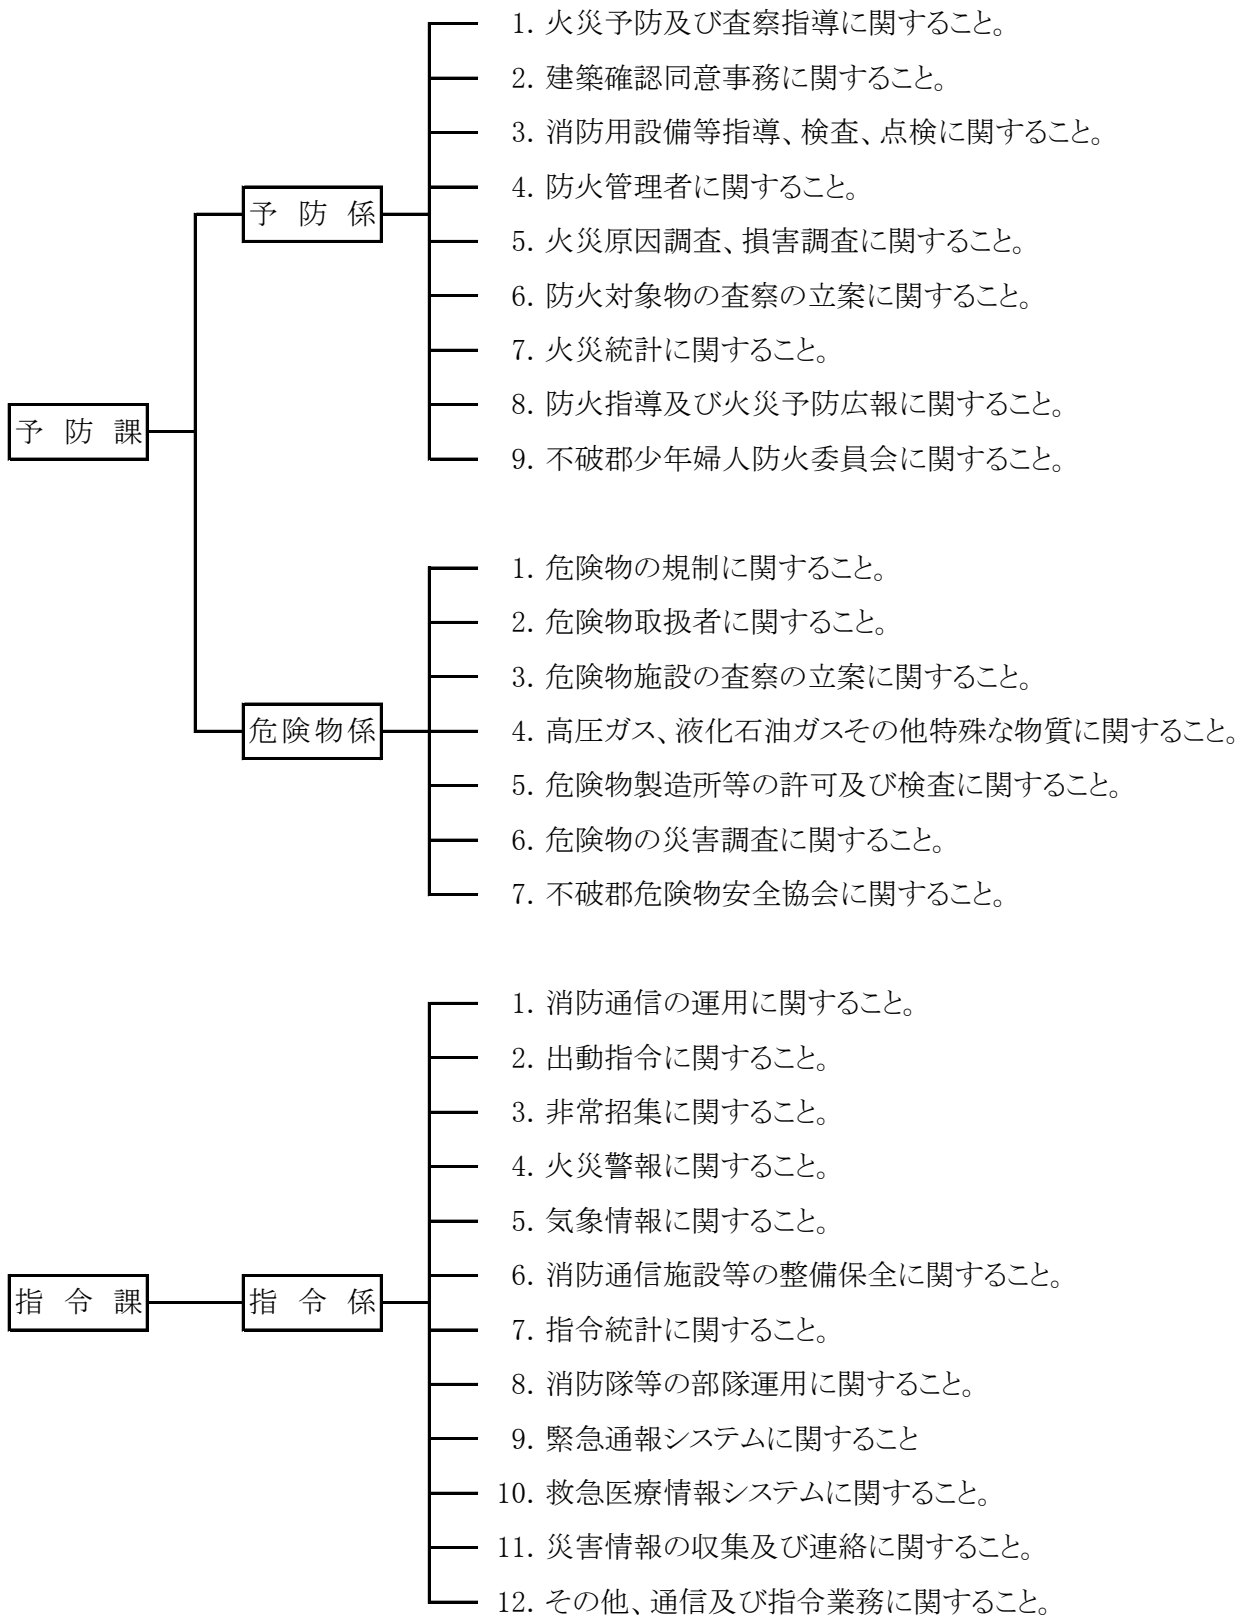 予防課
予防係
1. 火災予防及び査察指導に関すること。
2. 建築確認同意事務に関すること。
3. 消防用設備等指導、検査、点検に関すること。
4. 防火管理者に関すること。
5. 火災原因調査、損害調査に関すること。
6. 防火対象物の査察の立案に関すること。
7. 火災統計に関すること。
8. 防火指導及び火災予防広報に関すること。
9. 不破郡少年婦人防火委員会に関すること。
危険物係
1. 危険物の規制に関すること。
2. 危険物取扱者に関すること。
3. 危険物施設の査察の立案に関すること。
4. 高圧ガス、液化石油ガスその他特殊な物質に関すること。
5. 危険物製造所等の許可及び検査に関すること。
6. 危険物の災害調査に関すること。
7. 不破郡危険物安全協会に関すること。
指令課
指令係
1. 消防通信の運用に関すること。
2. 出動指令に関すること。
3. 非常招集に関すること。
4. 火災警報に関すること。
5. 気象情報に関すること。
6. 消防通信施設等の整備保全に関すること。
7. 指令統計に関すること。
8. 消防隊等の部隊運用に関すること。
9. 緊急通報システムに関すること
10. 救急医療情報システムに関すること。
11. 災害情報の収集及び連絡に関すること。
12. その他、通信及び指令業務に関すること。